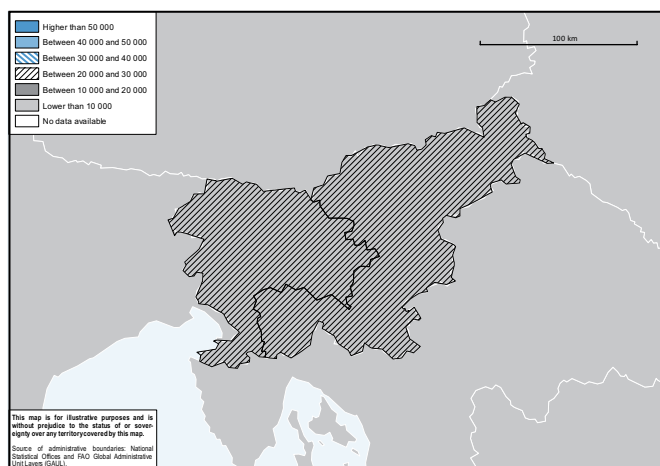 Higher than 50 000
Between 40 000 and 50 000
Between 30 000 and 40 000
Between 20 000 and 30 000
Between 10 000 and 20 000
Lower than 10 000
No data available
100 km
This map is for illustrative purposes and is
without prejudice to the status of or sover-
eignty over any territorycovered by this map.
Source of administrative boundaries: National
Statistical Offices and FAO Global Administrative
Unit Layers (GAUL).